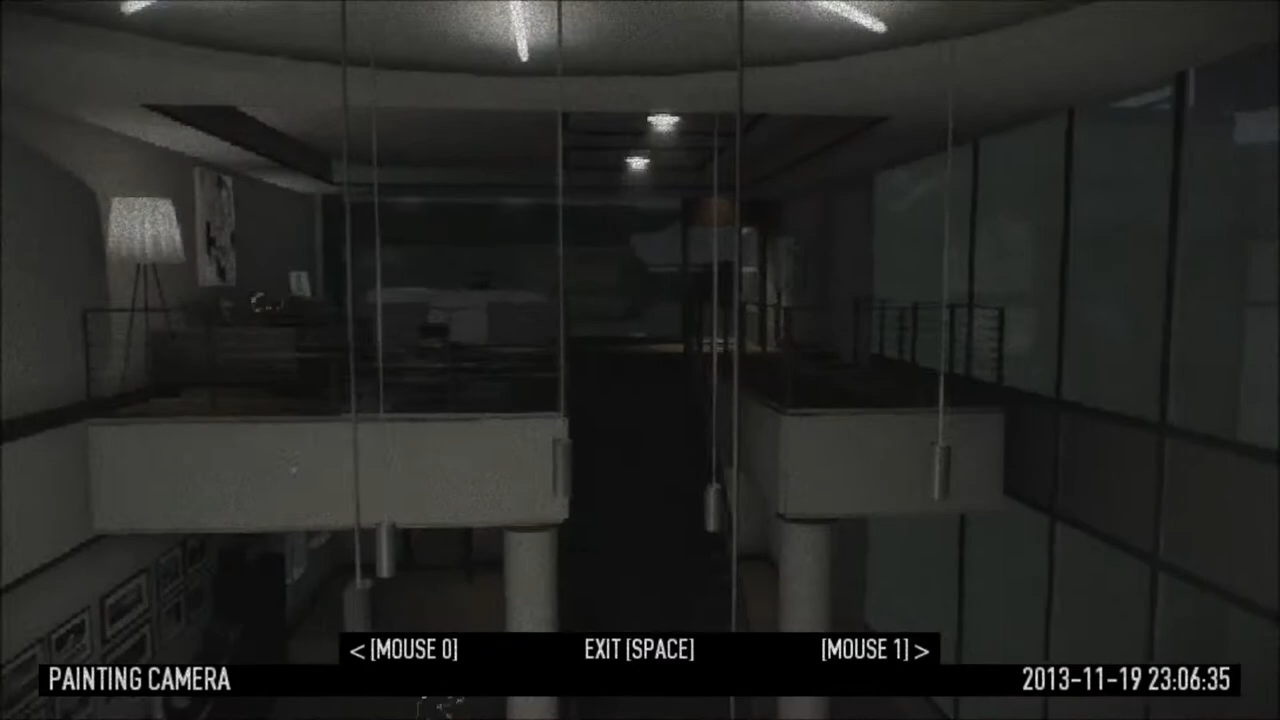 < [MOUSE 0] EXIT [SPACE] [MOUSE 1] >
PAINTING CAMERA 2013-11-19 23:06:35